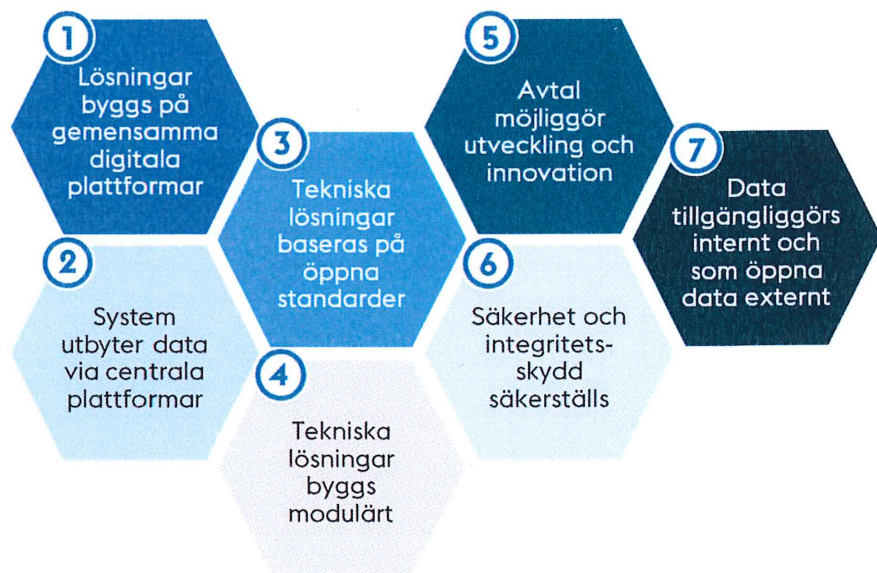 1
Lösningar
byggs på
gemensamma
digitala
plattformar
2
System
utbyter data
via centrala
plattformar
3
Tekniska
lösningar
baseras på
öppna
standarder
4
Tekniska
lösningar
byggs
modulärt
5
Avtal
möjliggör
utveckling och
innovation
6
Säkerhet och
integritets-
skydd
säkerställs
7
Data
tillgängliggörs
internt och
som öppna
data externt